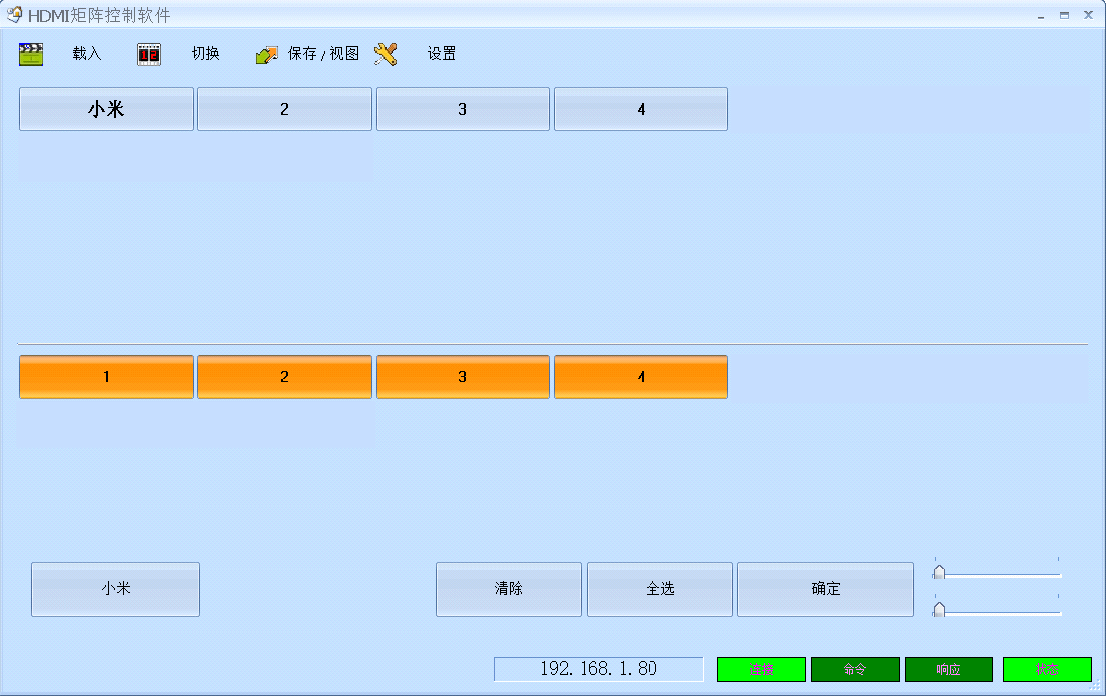 HDMI矩阵控制软件
载入 切换 保存/视图 设置
小米 2 3 4
1 2 3 4
小米 清除 全选 确定
192.168.1.80 连接 命令 响应 状态